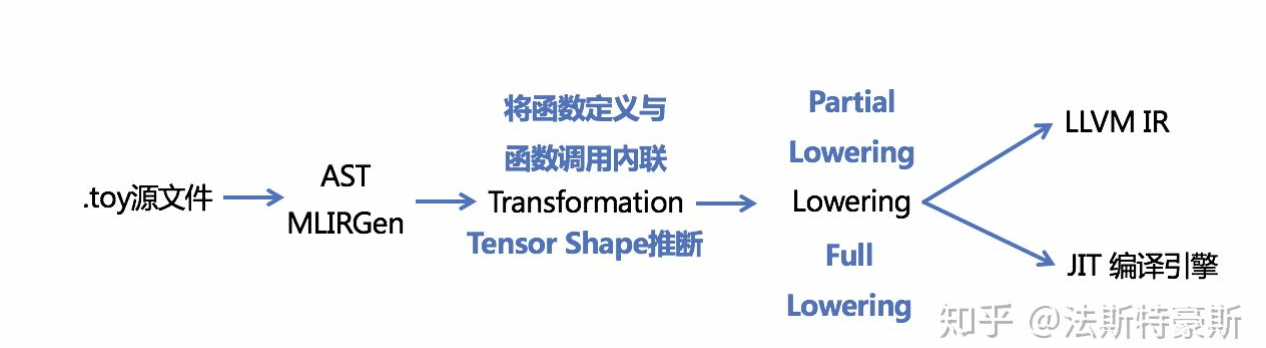 .toy源文件
AST
MLIRGen
将函数定义与
函数调用内联
Transformation
Tensor Shape推断
Partial
Lowering
Lowering
Full
Lowering
LLVM IR
JIT 编译引擎
知乎 @法斯特豪斯